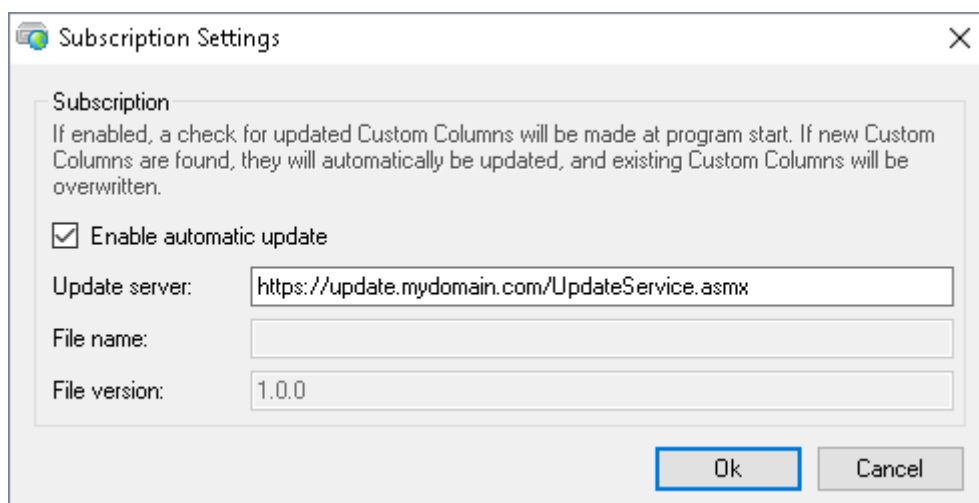 Subscription Settings
Subscription
If enabled, a check for updated Custom Columns will be made at program start. If new Custom
Columns are found, they will automatically be updated, and existing Custom Columns will be
overwritten.
Enable automatic update
Update server: https://update.mydomain.com/UpdateService.asmx
File name:
File version: 1.0.0
Ok Cancel